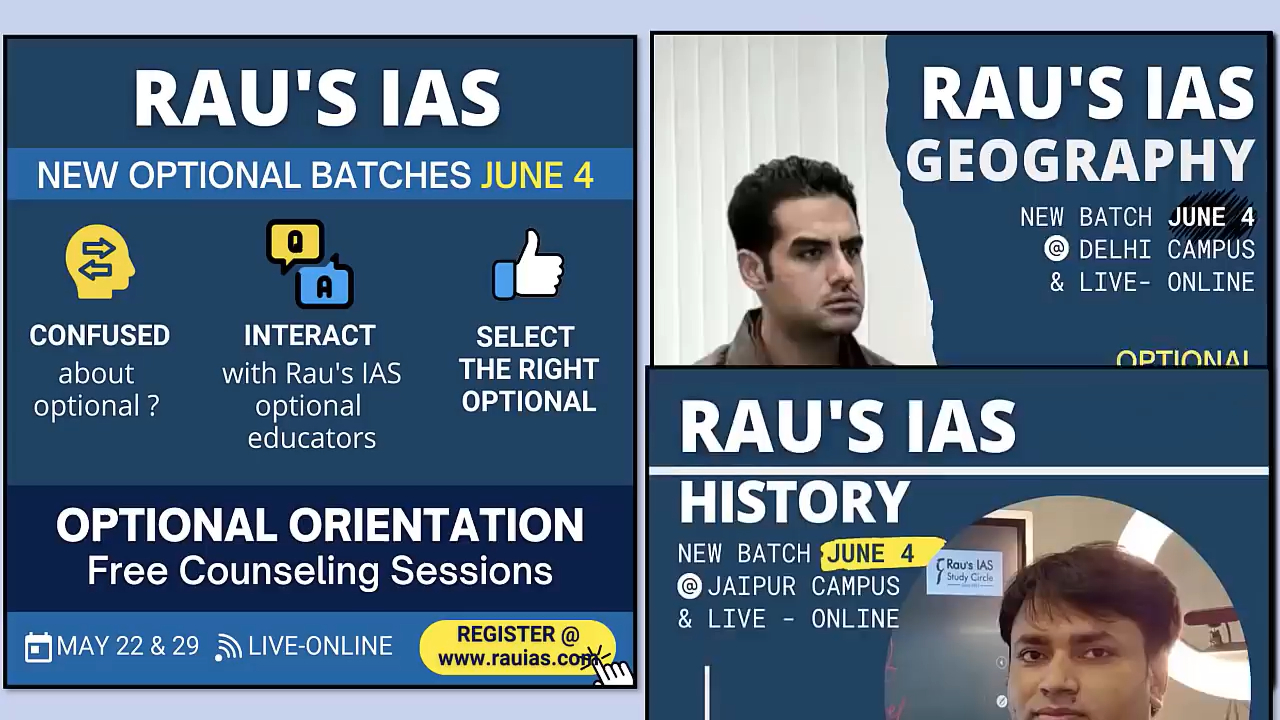 RAU'S IAS
NEW OPTIONAL BATCHES JUNE 4
Q
A
CONFUSED
about
optional ?
INTERACT
with Rau's IAS
optional
educators
SELECT
THE RIGHT
OPTIONAL
OPTIONAL ORIENTATION
Free Counseling Sessions
MAY 22 & 29
LIVE-ONLINE
REGISTER @
www.rauias.com
RAU'S IAS
GEOGRAPHY
NEW BATCH JUNE 4
@ DELHI CAMPUS
& LIVE- ONLINE
OPTIONAL
RAU'S IAS
HISTORY
NEW BATCH JUNE 4
@ JAIPUR CAMPUS
& LIVE - ONLINE
Rau's IAS
Study Circle